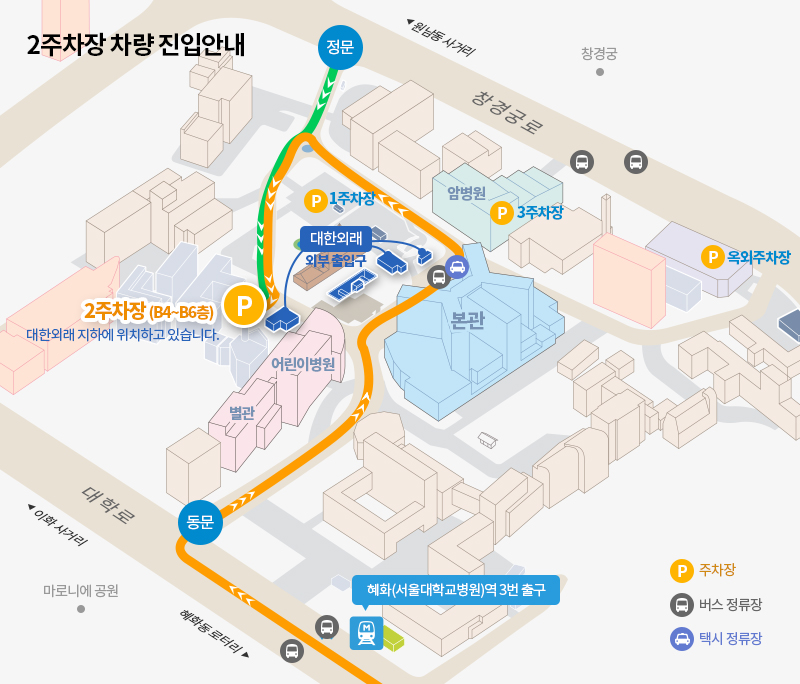 2주차장 차량 진입안내
정문
원남동 사거리
창경궁
창경궁로
암병원
P 1주차장
P 3주차장
대한외래
외부 출입구
P 옥외주차장
P
2주차장 (B4~B6층)
대한외래 지하에 위치하고 있습니다.
본관
어린이병원
별관
대학로
이화 사거리
동문
마로니에 공원
혜화동 로터리
혜화(서울대학교병원)역 3번 출구
M
P 주차장
버스 정류장
택시 정류장